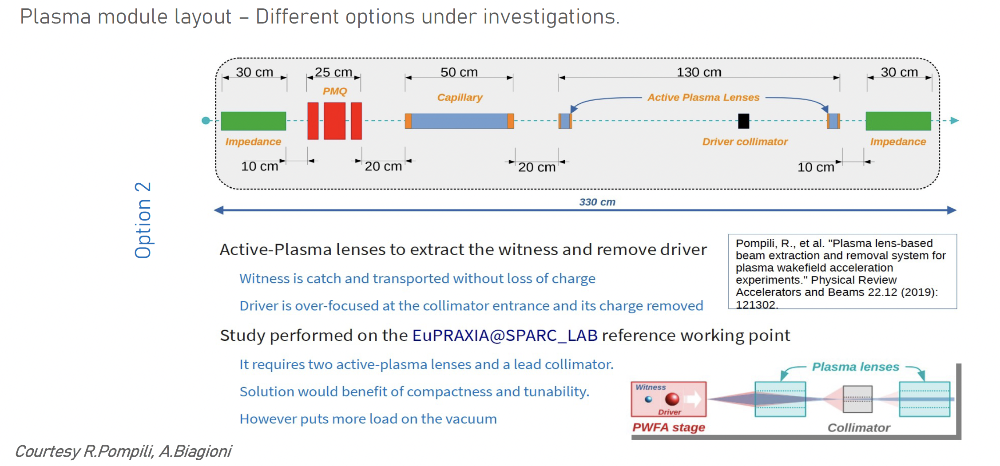 Plasma module layout – Different options under investigations.
30 cm
25 cm
50 cm
130 cm
30 cm
PMQ
Capillary
Active Plasma Lenses
Impedance
Driver collimator
Impedance
10 cm
20 cm
20 cm
10 cm
330 cm
Option 2
Active-Plasma lenses to extract the witness and remove driver
Witness is catch and transported without loss of charge
Driver is over-focused at the collimator entrance and its charge removed
Pompili, R., et al. "Plasma lens-based
beam extraction and removal system for
plasma wakefield acceleration
experiments." Physical Review
Accelerators and Beams 22.12 (2019):
121302.
Study performed on the EuPRAXIA@SPARC_LAB reference working point
It requires two active-plasma lenses and a lead collimator.
Solution would benefit of compactness and tunability.
However puts more load on the vacuum
Plasma lenses
Witness
Driver
PWFA stage
Collimator
Courtesy R.Pompili, A.Biagioni